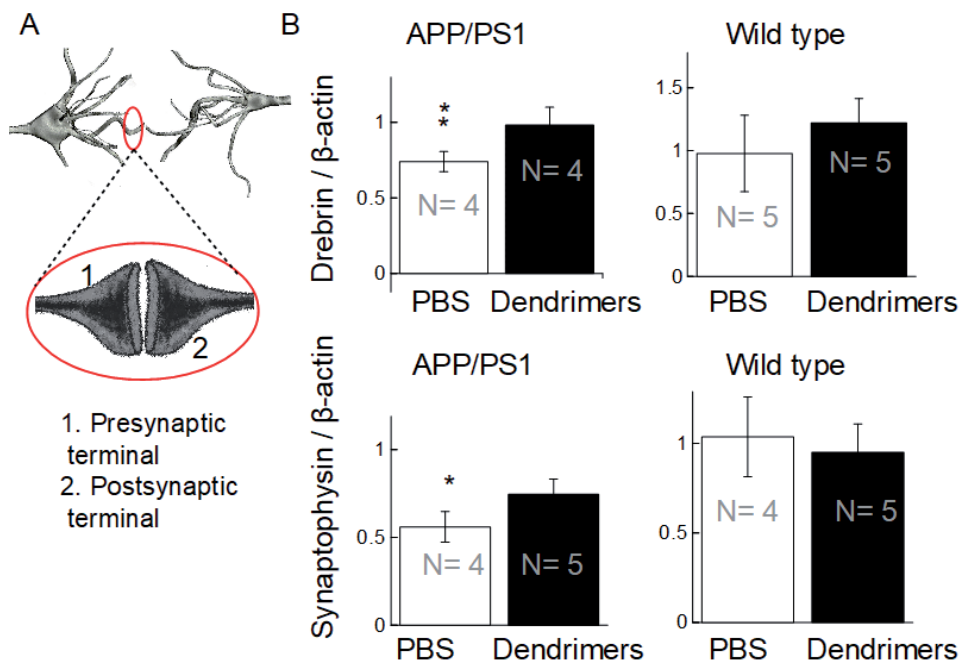 A
1
2
1. Presynaptic
terminal
2. Postsynaptic
terminal
B
APP/PS1
Drebrin / β-actin
1
0.5
0
**
N= 4
N= 4
PBS Dendrimers
Wild type
1.5
1
0.5
0
N= 5
N= 5
PBS Dendrimers
APP/PS1
Synaptophysin / β-actin
1
0.5
0
*
N= 4
N= 5
PBS Dendrimers
Wild type
1
0.5
0
N= 4
N= 5
PBS Dendrimers